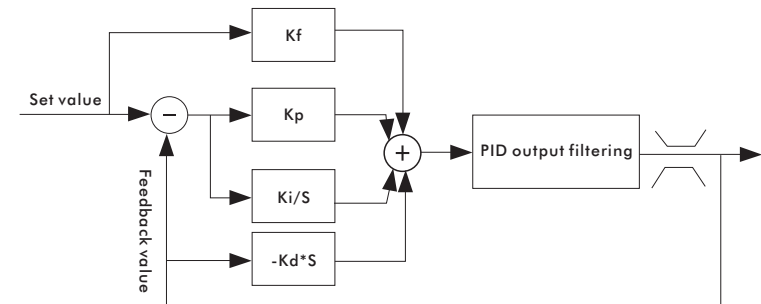 Kf
Set value
−
Kp
+
PID output filtering
Feedback value
Ki/S
-Kd*S